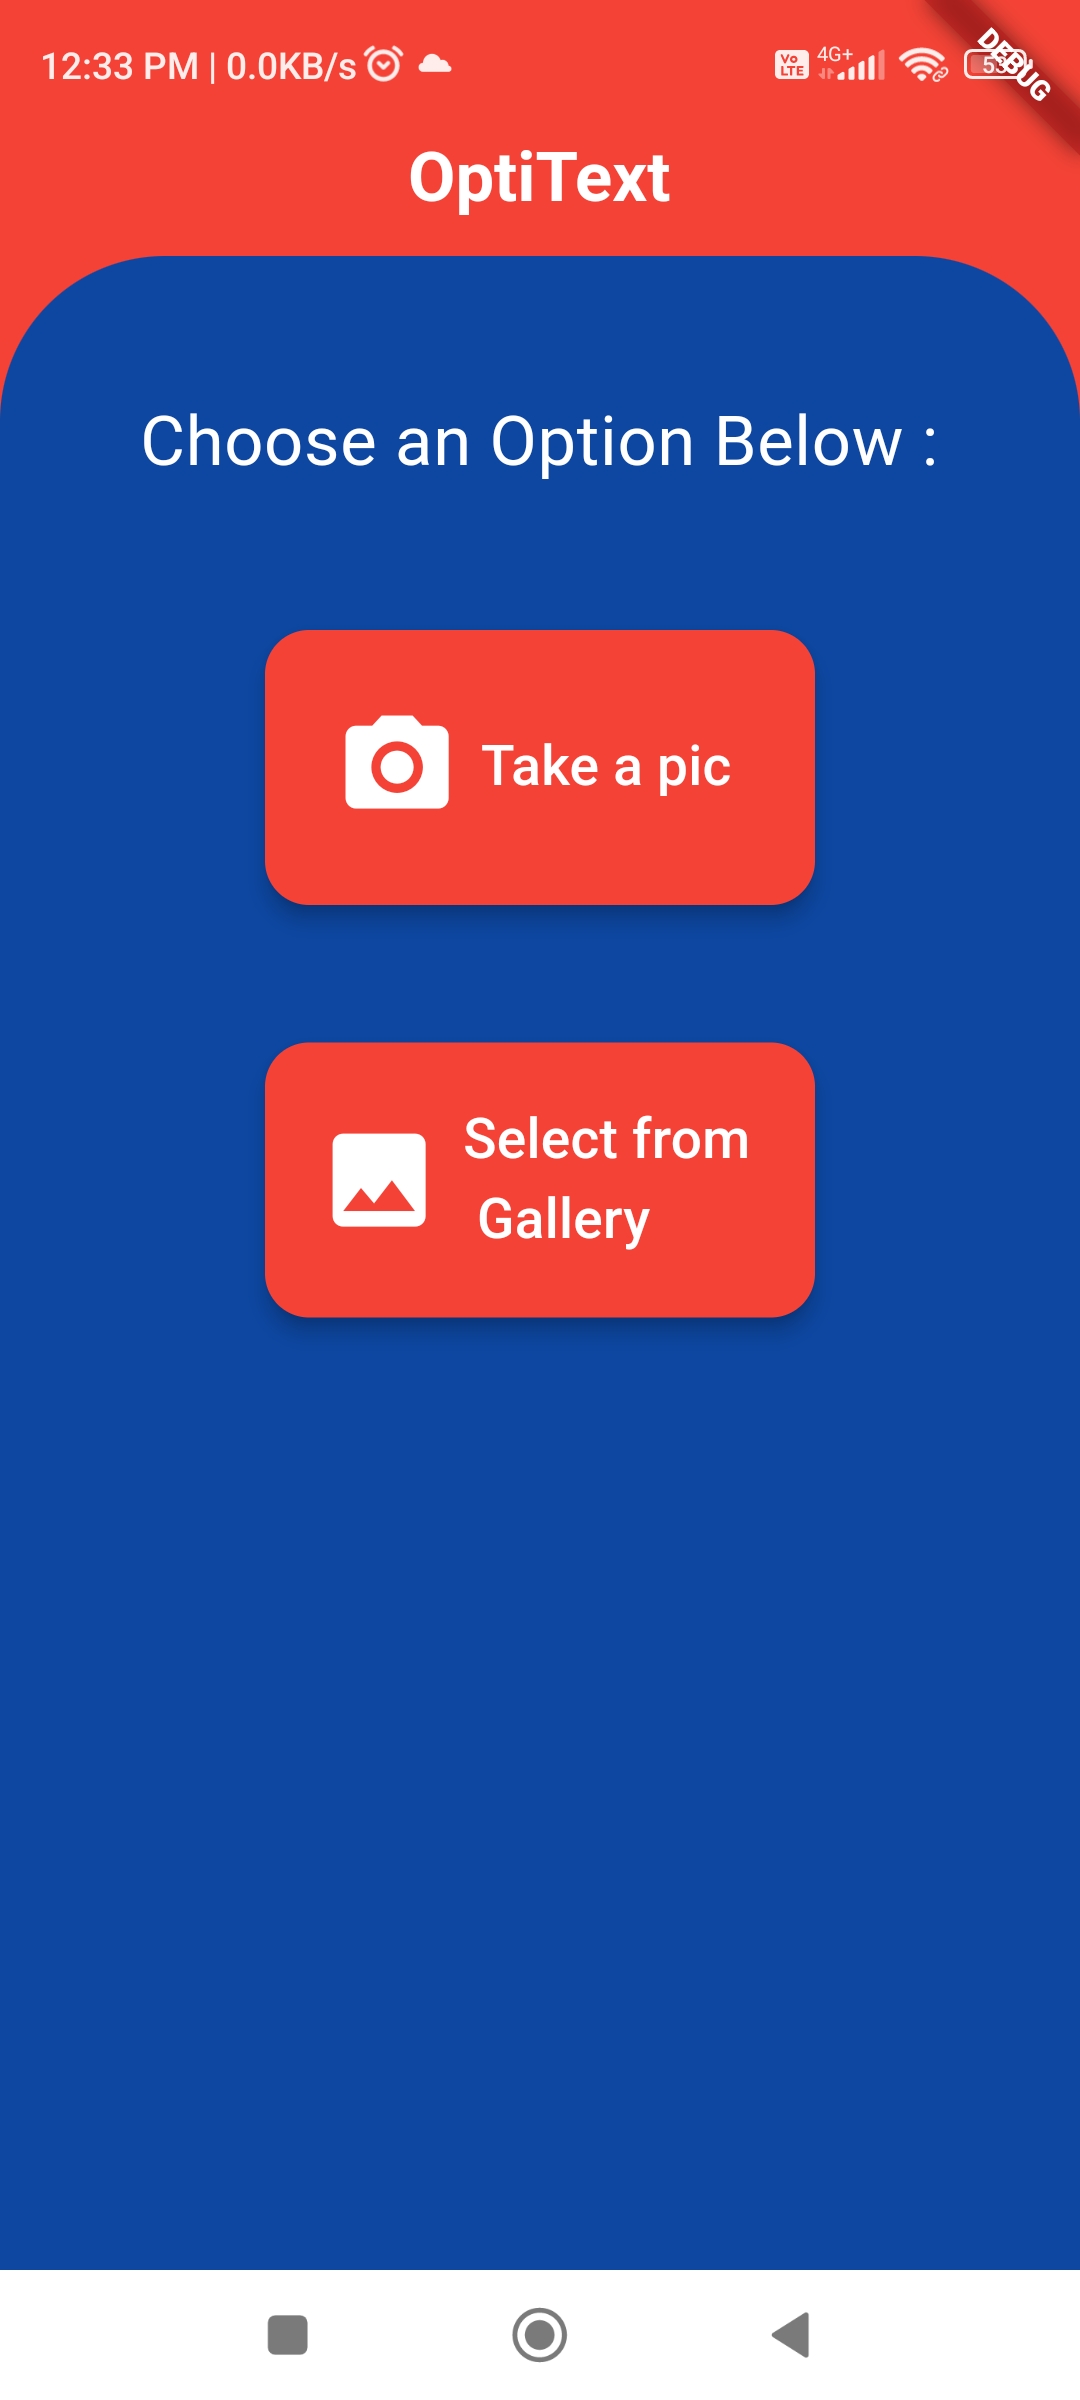 12:33 PM | 0.0KB/s
Vo LTE
4G+
53
DEBUG
OptiText
Choose an Option Below :
Take a pic
Select from
Gallery